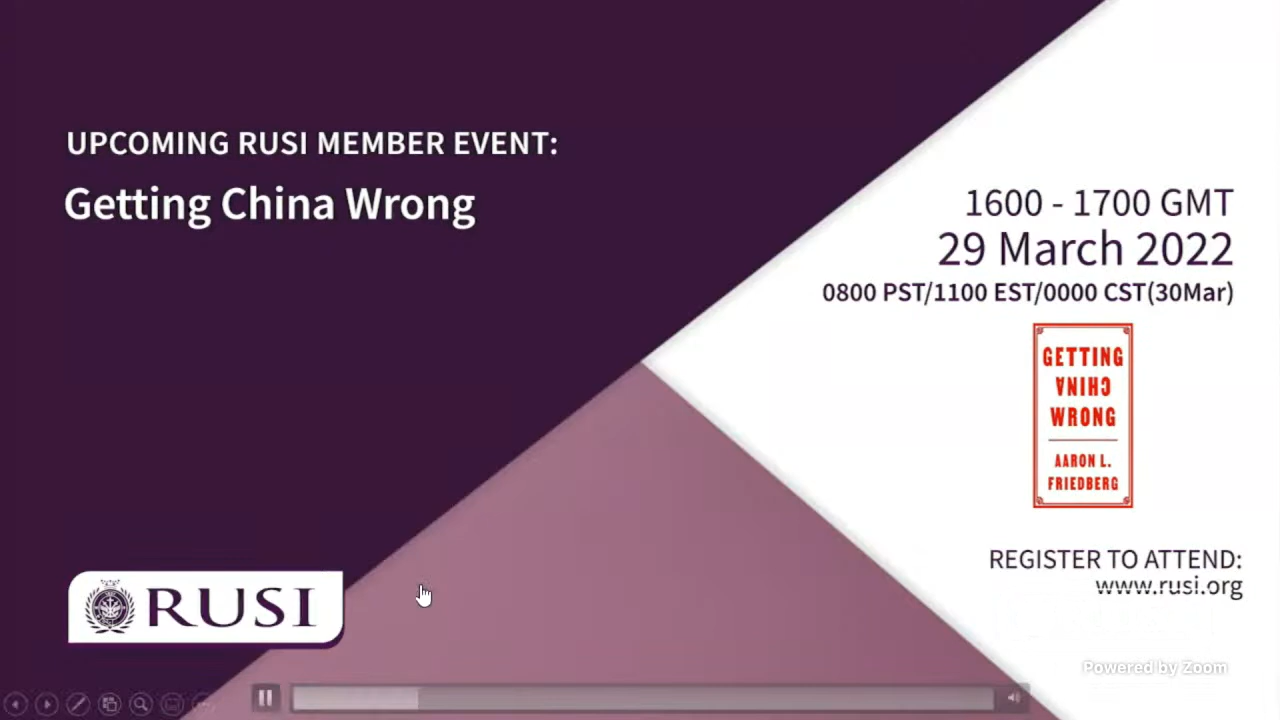 UPCOMING RUSI MEMBER EVENT:
Getting China Wrong
1600 - 1700 GMT
29 March 2022
0800 PST/1100 EST/0000 CST(30Mar)
GETTING
CHINA
WRONG
AARON L.
FRIEDBERG
REGISTER TO ATTEND:
www.rusi.org
RUSI
Powered by Zoom